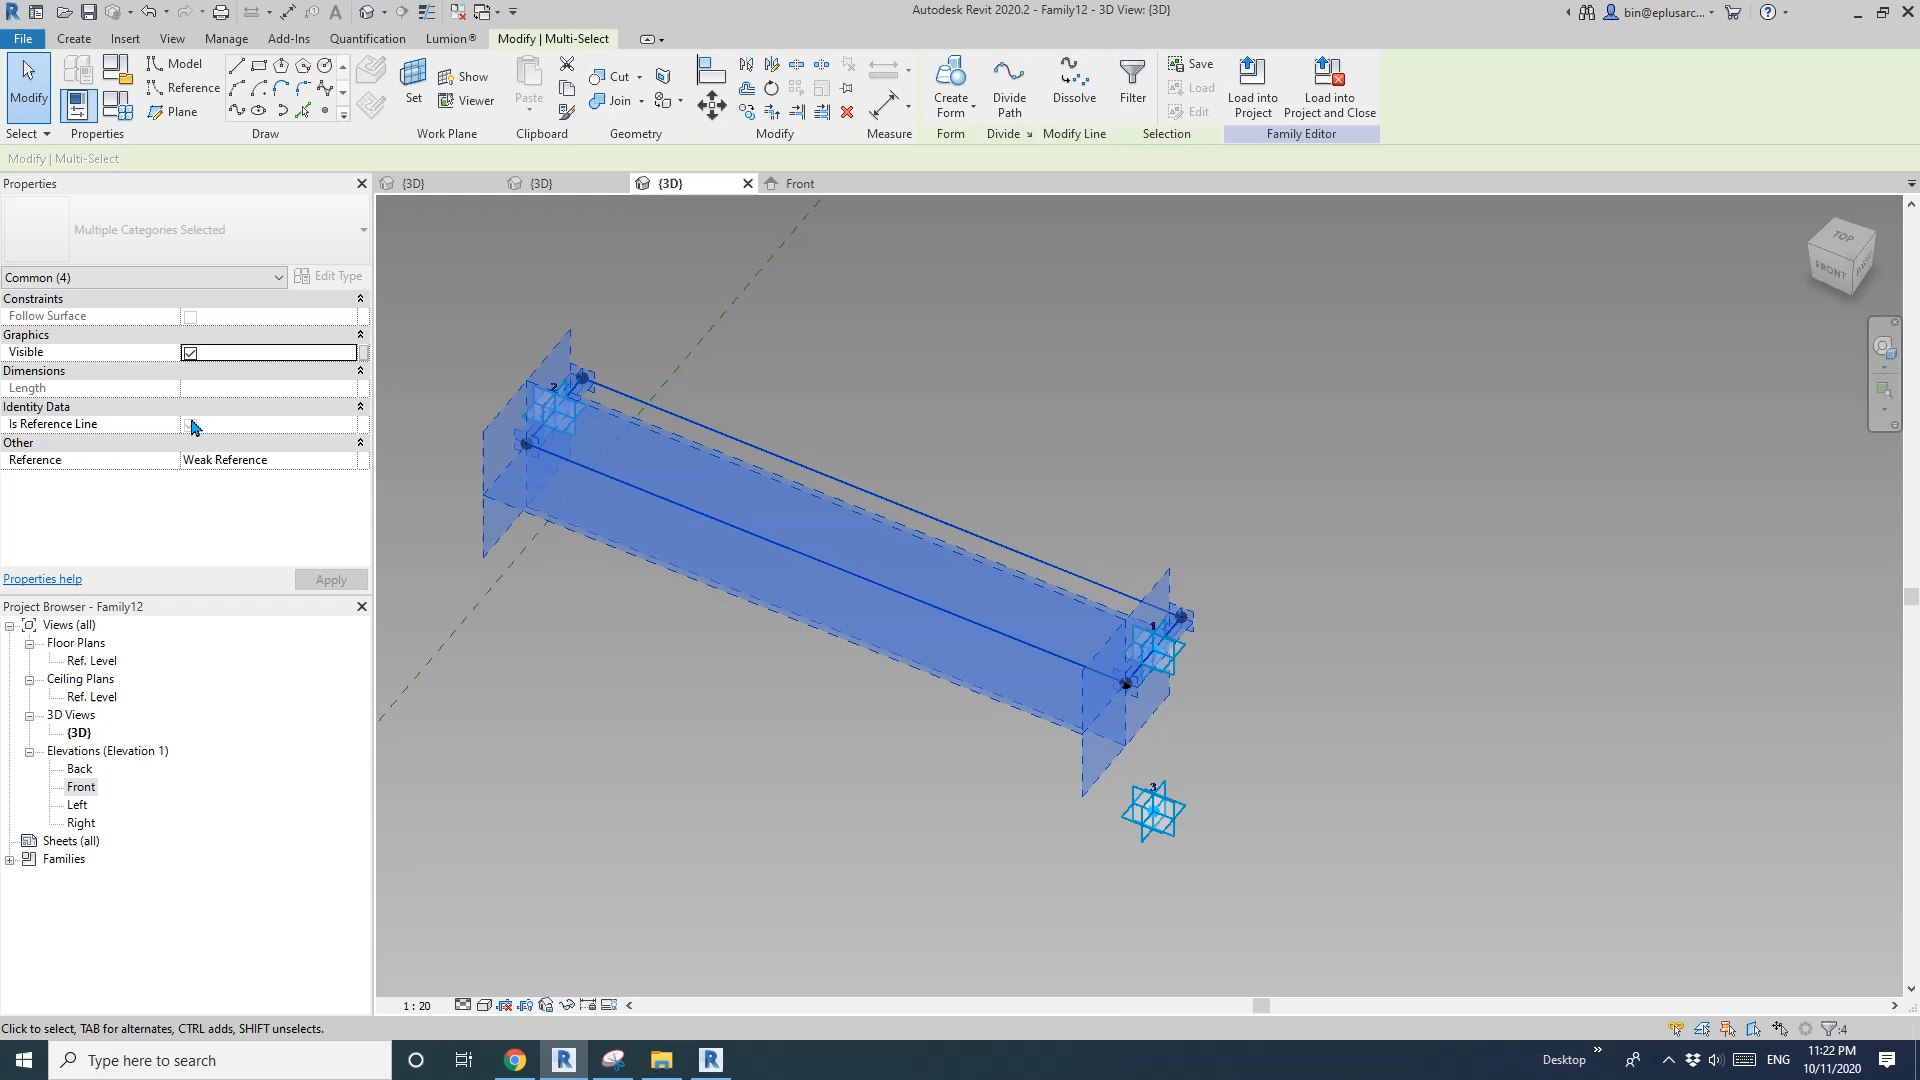 Autodesk Revit 2020.2 - Family12 - 3D View: {3D}
bin@eplusarc...
File Create Insert View Manage Add-Ins Quantification Lumion® Modify | Multi-Select
Modify
Select
Properties
Model
Reference
Plane
Draw
Set
Show
Viewer
Work Plane
Paste
Clipboard
Cut
Join
Geometry
Modify
Measure
Create
Form
Form
Divide
Path
Divide
Dissolve
Modify Line
Filter
Save
Load
Edit
Selection
Load into
Project
Load into
Project and Close
Family Editor
Modify | Multi-Select
Properties
{3D}
{3D}
{3D}
Front
Multiple Categories Selected
Common (4)
Edit Type
Constraints
Follow Surface
Graphics
Visible
Dimensions
Length
Identity Data
Is Reference Line
Other
Reference Weak Reference
Properties help
Apply
Project Browser - Family12
Views (all)
Floor Plans
Ref. Level
Ceiling Plans
Ref. Level
3D Views
{3D}
Elevations (Elevation 1)
Back
Front
Left
Right
Sheets (all)
Families
TOP
FRONT
2
1
3
1 : 20
Click to select, TAB for alternates, CTRL adds, SHIFT unselects.
:4
Type here to search
Desktop
ENG
11:22 PM
10/11/2020